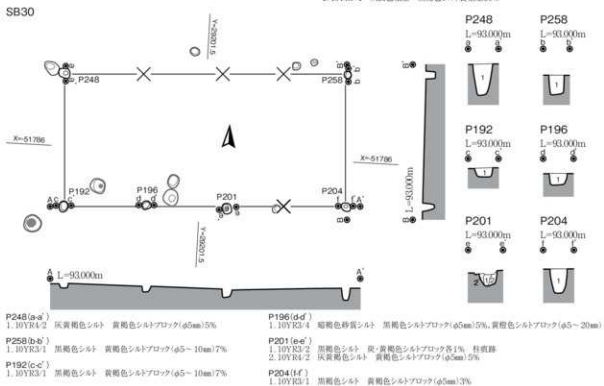 SB30
Y=29201.5
P248
P258
X=-51786
X=-51786
P192
P196
P201
P204
Y=29201.5
L=93.000m
A
A'
L=93.000m
B'
B
L=93.000m
P248
L=93.000m
a
a'
1
P258
L=93.000m
b
b'
1
P192
L=93.000m
c
c'
1
P196
L=93.000m
d
d'
1
P201
L=93.000m
e
e'
2
1
2
P204
L=93.000m
f
f'
1
P248(a-a')
1.10YR4/2 灰黄褐色シルト 黄褐色シルトブロック(φ5㎜)5%
P258(b-b')
1.10YR3/1 黒褐色シルト 黄褐色シルトブロック(φ5～10㎜)7%
P192(c-c')
1.10YR3/1 黒褐色シルト 黄褐色シルトブロック(φ5～10㎜)7%
P196(d-d')
1.10YR3/4 暗褐色砂質シルト 黒褐色シルトブロック(φ5㎜)5%,黄橙色シルトブロック(φ5～20㎜)
P201(e-e')
1.10YR3/2 黒褐色シルト 炭・黄褐色シルトブロック各1% 柱痕跡
2.10YR4/2 灰黄褐色シルト 黄褐色シルトブロック(φ5㎜)5%
P204(f-f')
1.10YR3/1 黒褐色シルト 黄褐色シルトブロック(φ5㎜)3%